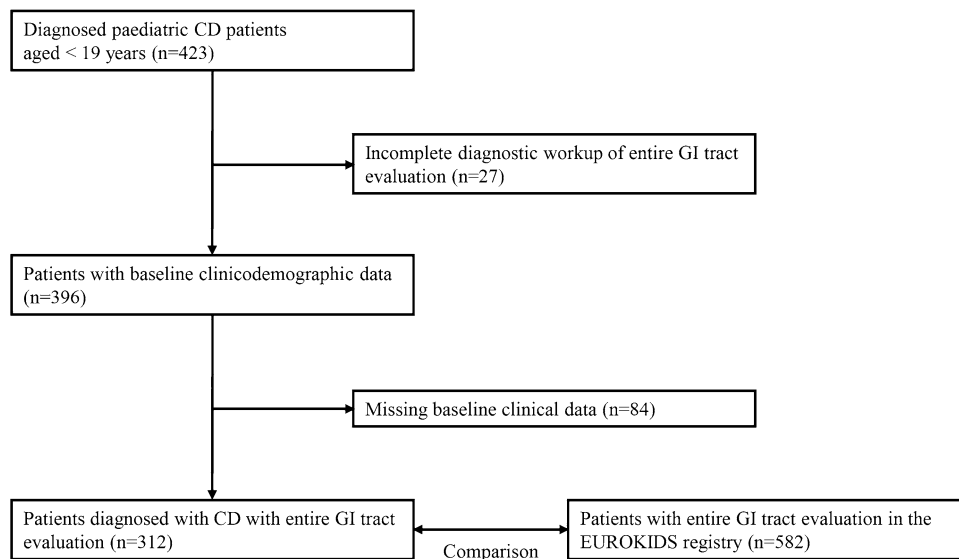 Diagnosed paediatric CD patients
aged < 19 years (n=423)
Incomplete diagnostic workup of entire GI tract
evaluation (n=27)
Patients with baseline clinicodemographic data
(n=396)
Missing baseline clinical data (n=84)
Patients diagnosed with CD with entire GI tract
evaluation (n=312)
Comparison
Patients with entire GI tract evaluation in the
EUROKIDS registry (n=582)